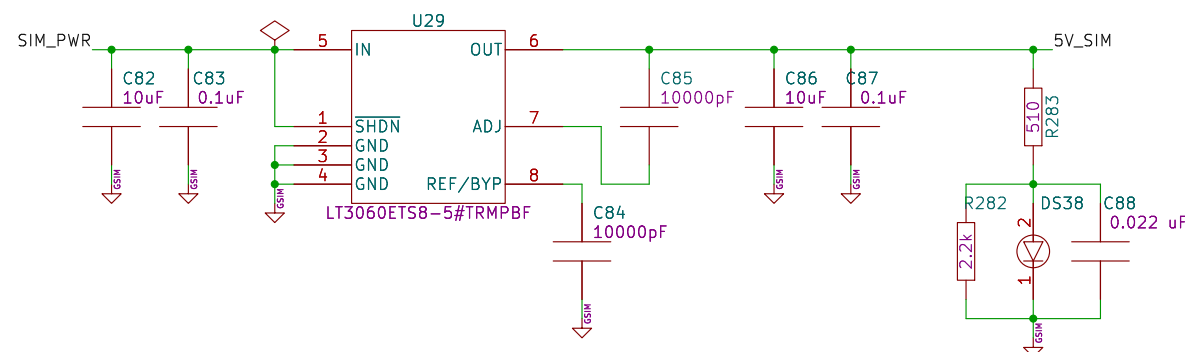 U29
SIM_PWR
5
IN
OUT
6
5V_SIM
C82
10uF
C83
0.1uF
C85
10000pF
C86
10uF
C87
0.1uF
510
R283
1
SHDN
2
GND
3
GND
4
GND
ADJ
7
REF/BYP
8
GSIM
GSIM
GSIM
GSIM
GSIM
LT3060ETS8-5#TRMPBF
C84
10000pF
GSIM
R282
2.2k
DS38
2
1
C88
0.022 uF
GSIM